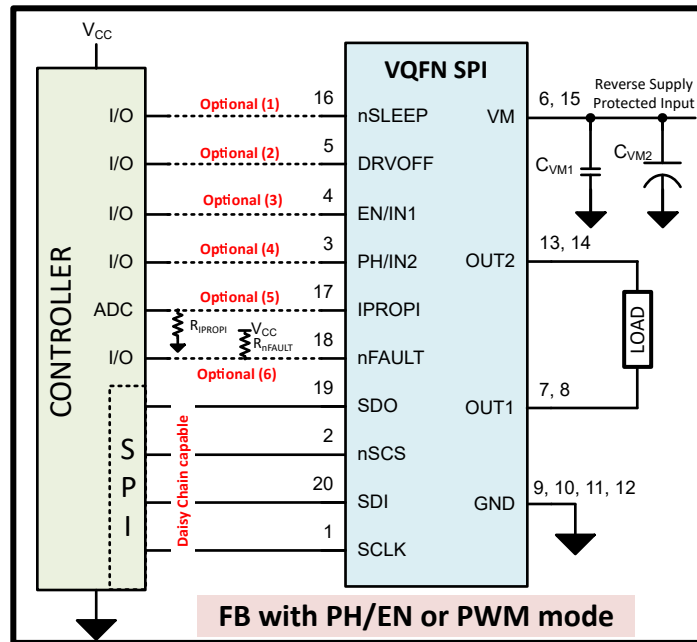 VCC
CONTROLLER
I/O
Optional (1)
16
nSLEEP
I/O
Optional (2)
5
DRVOFF
I/O
Optional (3)
4
EN/IN1
I/O
Optional (4)
3
PH/IN2
ADC
Optional (5)
17
IPROPI
RIPROPI
VCC
RnFAULT
I/O
18
nFAULT
Optional (6)
SPI
Daisy Chain capable
19
SDO
2
nSCS
20
SDI
1
SCLK
VQFN SPI
VM
6, 15
Reverse Supply
Protected Input
CVM1
CVM2
13, 14
OUT2
LOAD
7, 8
OUT1
9, 10, 11, 12
GND
FB with PH/EN or PWM mode